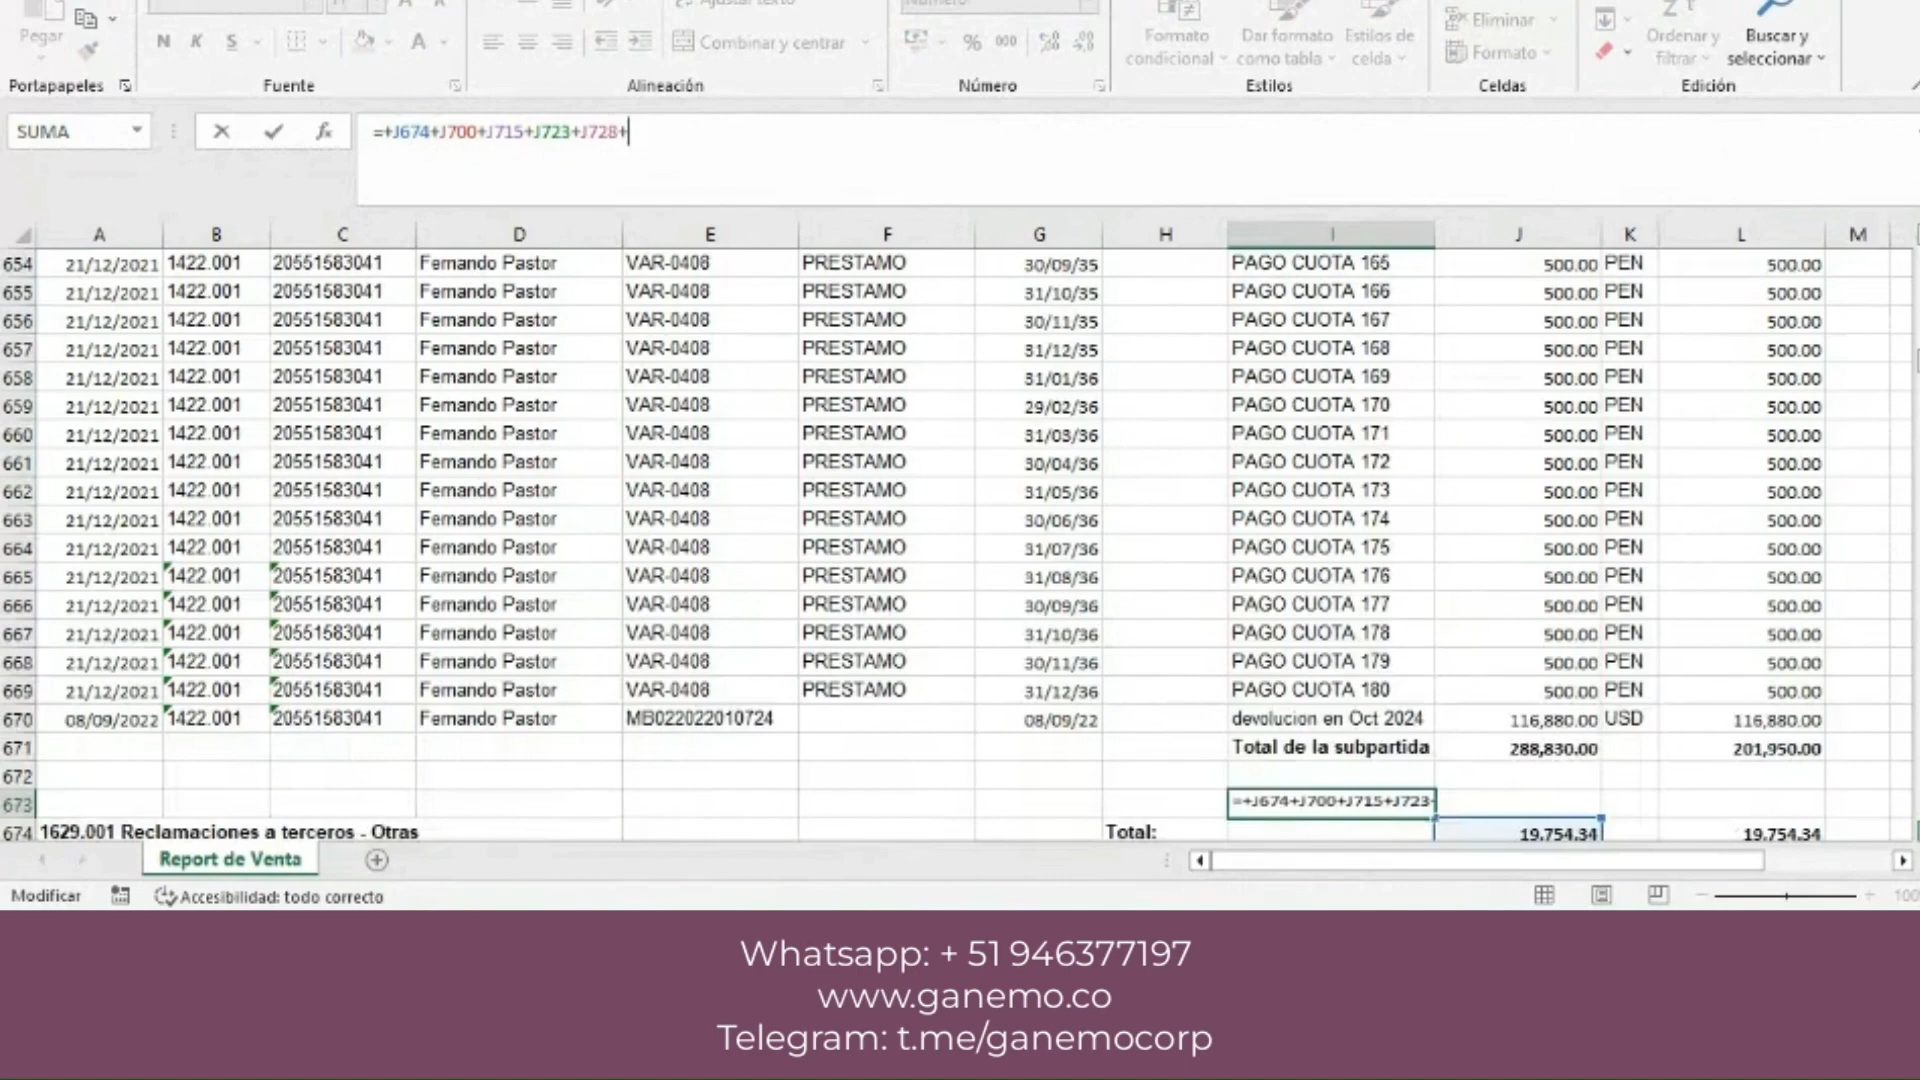 Pegar
N K S A
Ajustar texto
Combinar y centrar
Número
% 000
Formato condicional
Dar formato como tabla
Estilos de celda
Eliminar
Formato
Ordenar y filtrar
Buscar y seleccionar
Portapapeles Fuente Alineación Número Estilos Celdas Edición
SUMA fx =+J674+J700+J715+J723+J728+
A B C D E F G H I J K L M
654 21/12/2021 1422.001 20551583041 Fernando Pastor VAR-0408 PRESTAMO 30/09/35 PAGO CUOTA 165 500.00 PEN 500.00
655 21/12/2021 1422.001 20551583041 Fernando Pastor VAR-0408 PRESTAMO 31/10/35 PAGO CUOTA 166 500.00 PEN 500.00
656 21/12/2021 1422.001 20551583041 Fernando Pastor VAR-0408 PRESTAMO 30/11/35 PAGO CUOTA 167 500.00 PEN 500.00
657 21/12/2021 1422.001 20551583041 Fernando Pastor VAR-0408 PRESTAMO 31/12/35 PAGO CUOTA 168 500.00 PEN 500.00
658 21/12/2021 1422.001 20551583041 Fernando Pastor VAR-0408 PRESTAMO 31/01/36 PAGO CUOTA 169 500.00 PEN 500.00
659 21/12/2021 1422.001 20551583041 Fernando Pastor VAR-0408 PRESTAMO 29/02/36 PAGO CUOTA 170 500.00 PEN 500.00
660 21/12/2021 1422.001 20551583041 Fernando Pastor VAR-0408 PRESTAMO 31/03/36 PAGO CUOTA 171 500.00 PEN 500.00
661 21/12/2021 1422.001 20551583041 Fernando Pastor VAR-0408 PRESTAMO 30/04/36 PAGO CUOTA 172 500.00 PEN 500.00
662 21/12/2021 1422.001 20551583041 Fernando Pastor VAR-0408 PRESTAMO 31/05/36 PAGO CUOTA 173 500.00 PEN 500.00
663 21/12/2021 1422.001 20551583041 Fernando Pastor VAR-0408 PRESTAMO 30/06/36 PAGO CUOTA 174 500.00 PEN 500.00
664 21/12/2021 1422.001 20551583041 Fernando Pastor VAR-0408 PRESTAMO 31/07/36 PAGO CUOTA 175 500.00 PEN 500.00
665 21/12/2021 1422.001 20551583041 Fernando Pastor VAR-0408 PRESTAMO 31/08/36 PAGO CUOTA 176 500.00 PEN 500.00
666 21/12/2021 1422.001 20551583041 Fernando Pastor VAR-0408 PRESTAMO 30/09/36 PAGO CUOTA 177 500.00 PEN 500.00
667 21/12/2021 1422.001 20551583041 Fernando Pastor VAR-0408 PRESTAMO 31/10/36 PAGO CUOTA 178 500.00 PEN 500.00
668 21/12/2021 1422.001 20551583041 Fernando Pastor VAR-0408 PRESTAMO 30/11/36 PAGO CUOTA 179 500.00 PEN 500.00
669 21/12/2021 1422.001 20551583041 Fernando Pastor VAR-0408 PRESTAMO 31/12/36 PAGO CUOTA 180 500.00 PEN 500.00
670 08/09/2022 1422.001 20551583041 Fernando Pastor MB022022010724 08/09/22 devolucion en Oct 2024 116,880.00 USD 116,880.00
671 Total de la subpartida 288,830.00 201,950.00
672
673 =+J674+J700+J715+J723+
674 1629.001 Reclamaciones a terceros - Otras Total: 19.754.34 19.754.34
Report de Venta
Modificar Accesibilidad: todo correcto 100
Whatsapp: + 51 946377197
www.ganemo.co
Telegram: t.me/ganemocorp